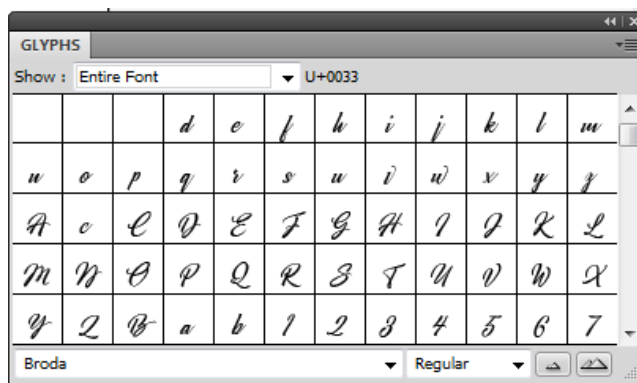 GLYPHS
Show : Entire Font U+0033
d e f h i j k l m
n o p q r s u v w x y z
A c C D E F G H I J K L
M N O P Q R S T U V W X
Y Z B a b 1 2 3 4 5 6 7
Broda Regular